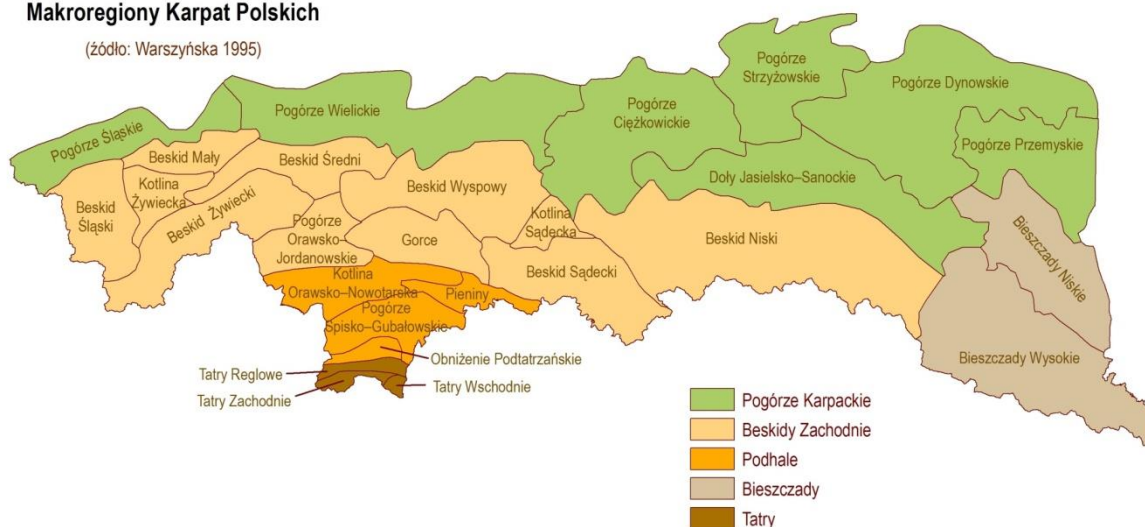 Makroregiony Karpat Polskich
(źódło: Warszyńska 1995)
Pogórze
Strzyżowskie
Pogórze Dynowskie
Pogórze Wielickie
Pogórze
Ciężkowickie
Pogórze Śląskie
Pogórze Przemyskie
Beskid Mały
Beskid Średni
Doły Jasielsko–Sanockie
Kotlina
Żywiecka
Beskid Wyspowy
Beskid
Śląski
Beskid Żywiecki
Pogórze
Orawsko–
Jordanowskie
Gorce
Kotlina
Sądecka
Beskid Niski
Bieszczady Niskie
Beskid Sądecki
Kotlina
Orawsko–Nowotarska
Pieniny
Pogórze
Spisko–Gubałowskie
Obniżenie Podtatrzańskie
Bieszczady Wysokie
Tatry Reglowe
Tatry Zachodnie
Tatry Wschodnie
Pogórze Karpackie
Beskidy Zachodnie
Podhale
Bieszczady
Tatry